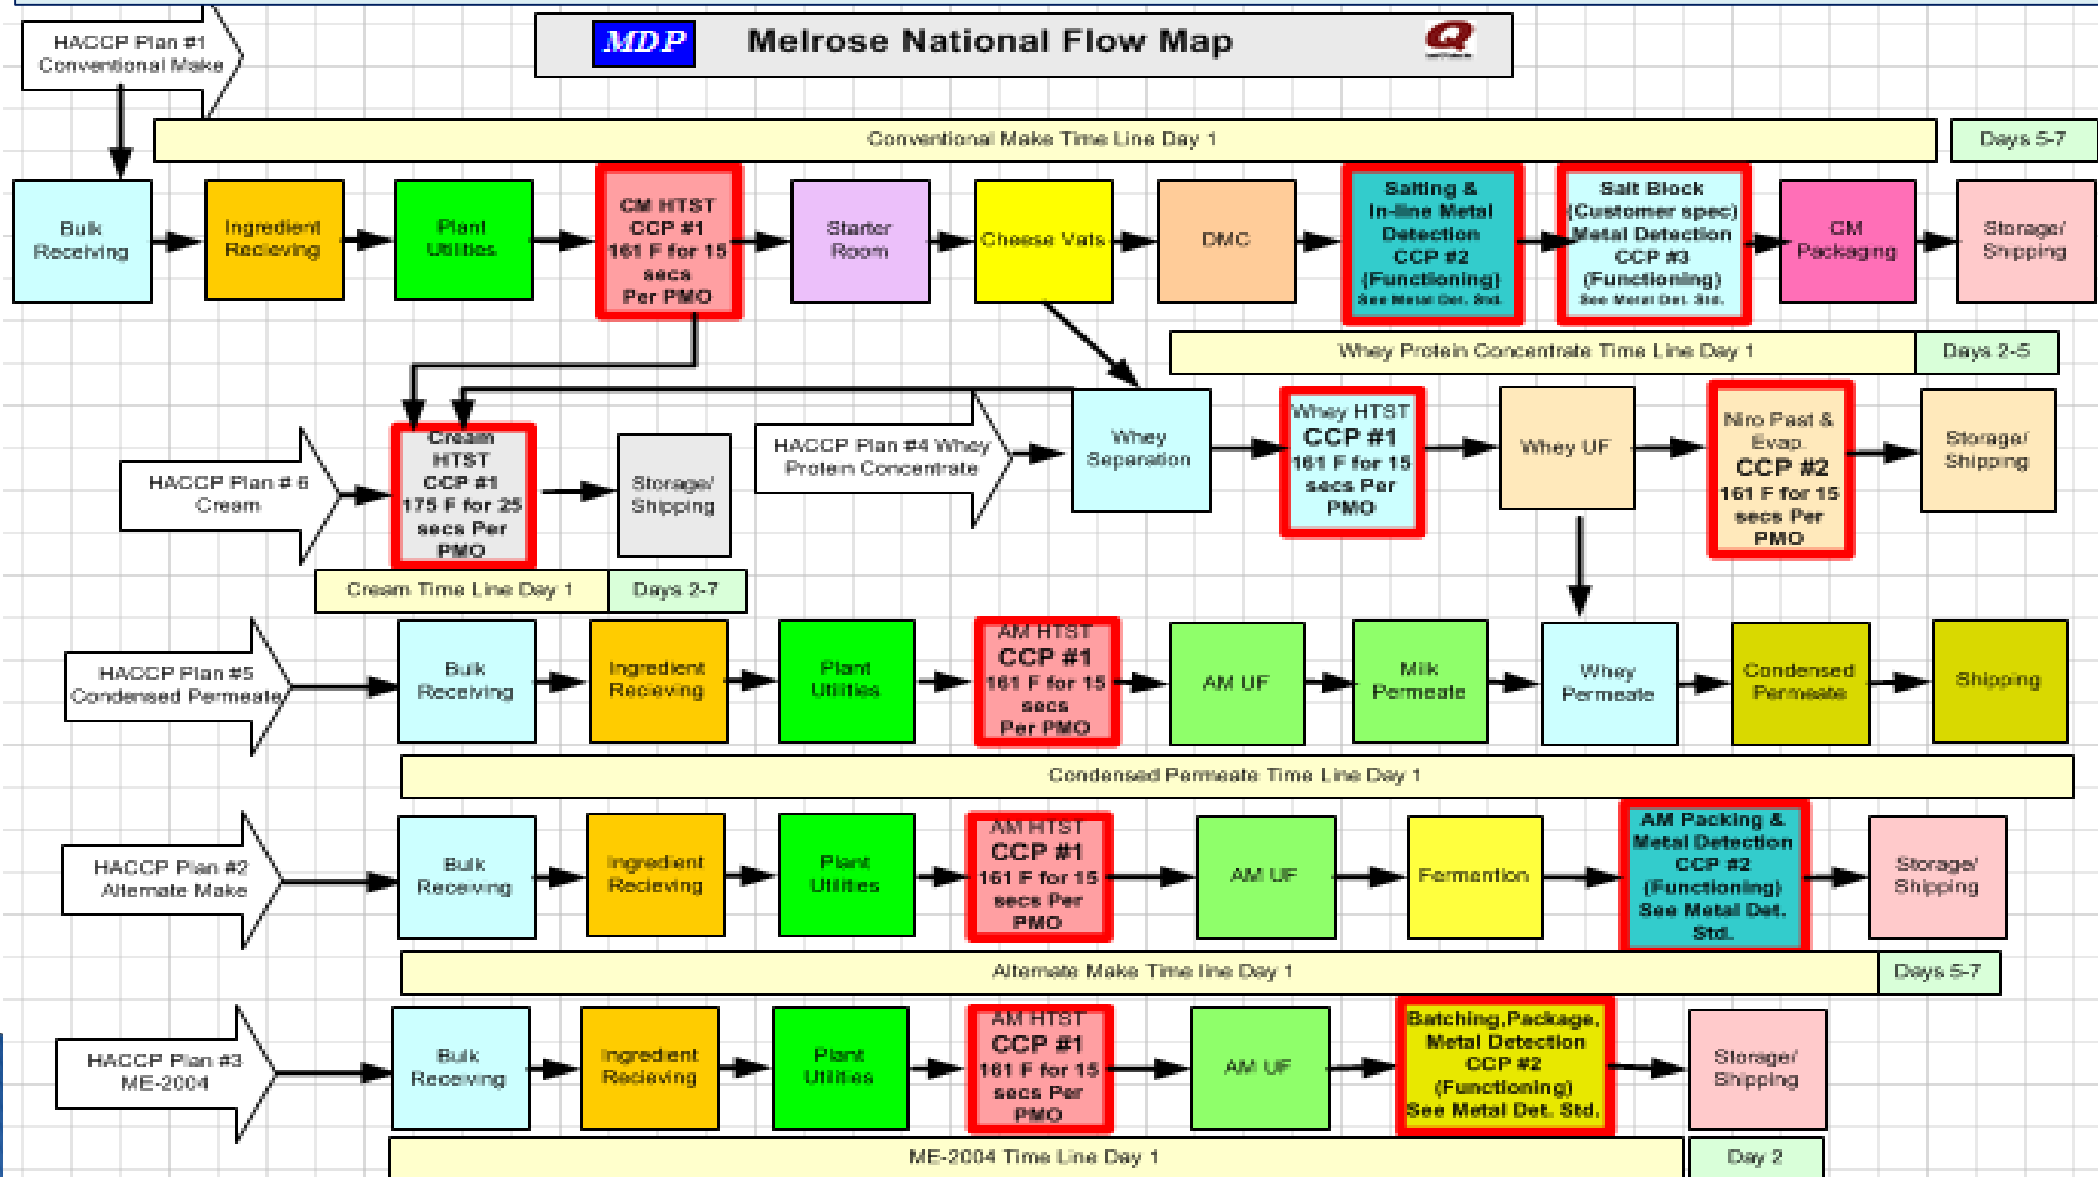 HACCP Plan #1
Conventional Make
MDP
Melrose National Flow Map
Q
Conventional Make Time Line Day 1
Days 5-7
Bulk
Receiving
Ingredient
Recieving
Plant
Utilities
CM HTST
CCP #1
161 F for 15
secs
Per PMO
Starter
Room
Cheese Vats
DMC
Salting &
In-line Metal
Detection
CCP #2
(Functioning)
See Metal Det. Std.
Salt Block
(Customer spec)
Metal Detection
CCP #3
(Functioning)
See Metal Det. Std.
CM
Packaging
Storage/
Shipping
Whey Protein Concentrate Time Line Day 1
Days 2-5
HACCP Plan # 6
Cream
Cream
HTST
CCP #1
175 F for 25
secs Per
PMO
Storage/
Shipping
HACCP Plan #4 Whey
Protein Concentrate
Whey
Separation
Whey HTST
CCP #1
161 F for 15
secs Per
PMO
Whey UF
Niro Past &
Evap.
CCP #2
161 F for 15
secs Per
PMO
Storage/
Shipping
Cream Time Line Day 1
Days 2-7
HACCP Plan #5
Condensed Permeate
Bulk
Receiving
Ingredient
Recieving
Plant
Utilities
AM HTST
CCP #1
161 F for 15
secs
Per PMO
AM UF
Milk
Permeate
Whey
Permeate
Condensed
Permeate
Shipping
Condensed Permeate Time Line Day 1
HACCP Plan #2
Alternate Make
Bulk
Receiving
Ingredient
Recieving
Plant
Utilities
AM HTST
CCP #1
161 F for 15
secs Per
PMO
AM UF
Fermention
AM Packing &
Metal Detection
CCP #2
(Functioning)
See Metal Det.
Std.
Storage/
Shipping
Alternate Make Time line Day 1
Days 5-7
HACCP Plan #3
ME-2004
Bulk
Receiving
Ingredient
Recieving
Plant
Utilities
AM HTST
CCP #1
161 F for 15
secs Per
PMO
AM UF
Batching,Package,
Metal Detection
CCP #2
(Functioning)
See Metal Det. Std.
Storage/
Shipping
ME-2004 Time Line Day 1
Day 2